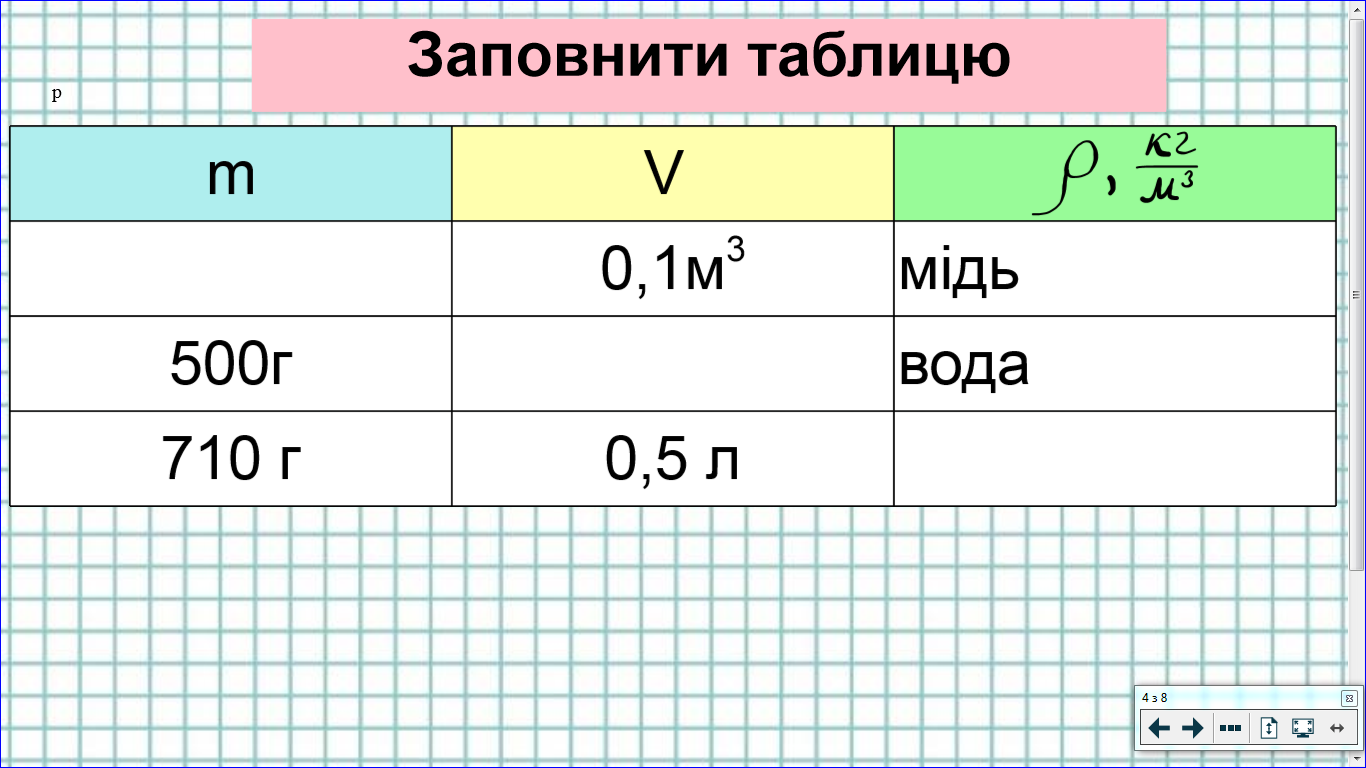 Заповнити таблицю
р
m V ρ, кг/м³
0,1м³ мідь
500г вода
710 г 0,5 л
4 з 8